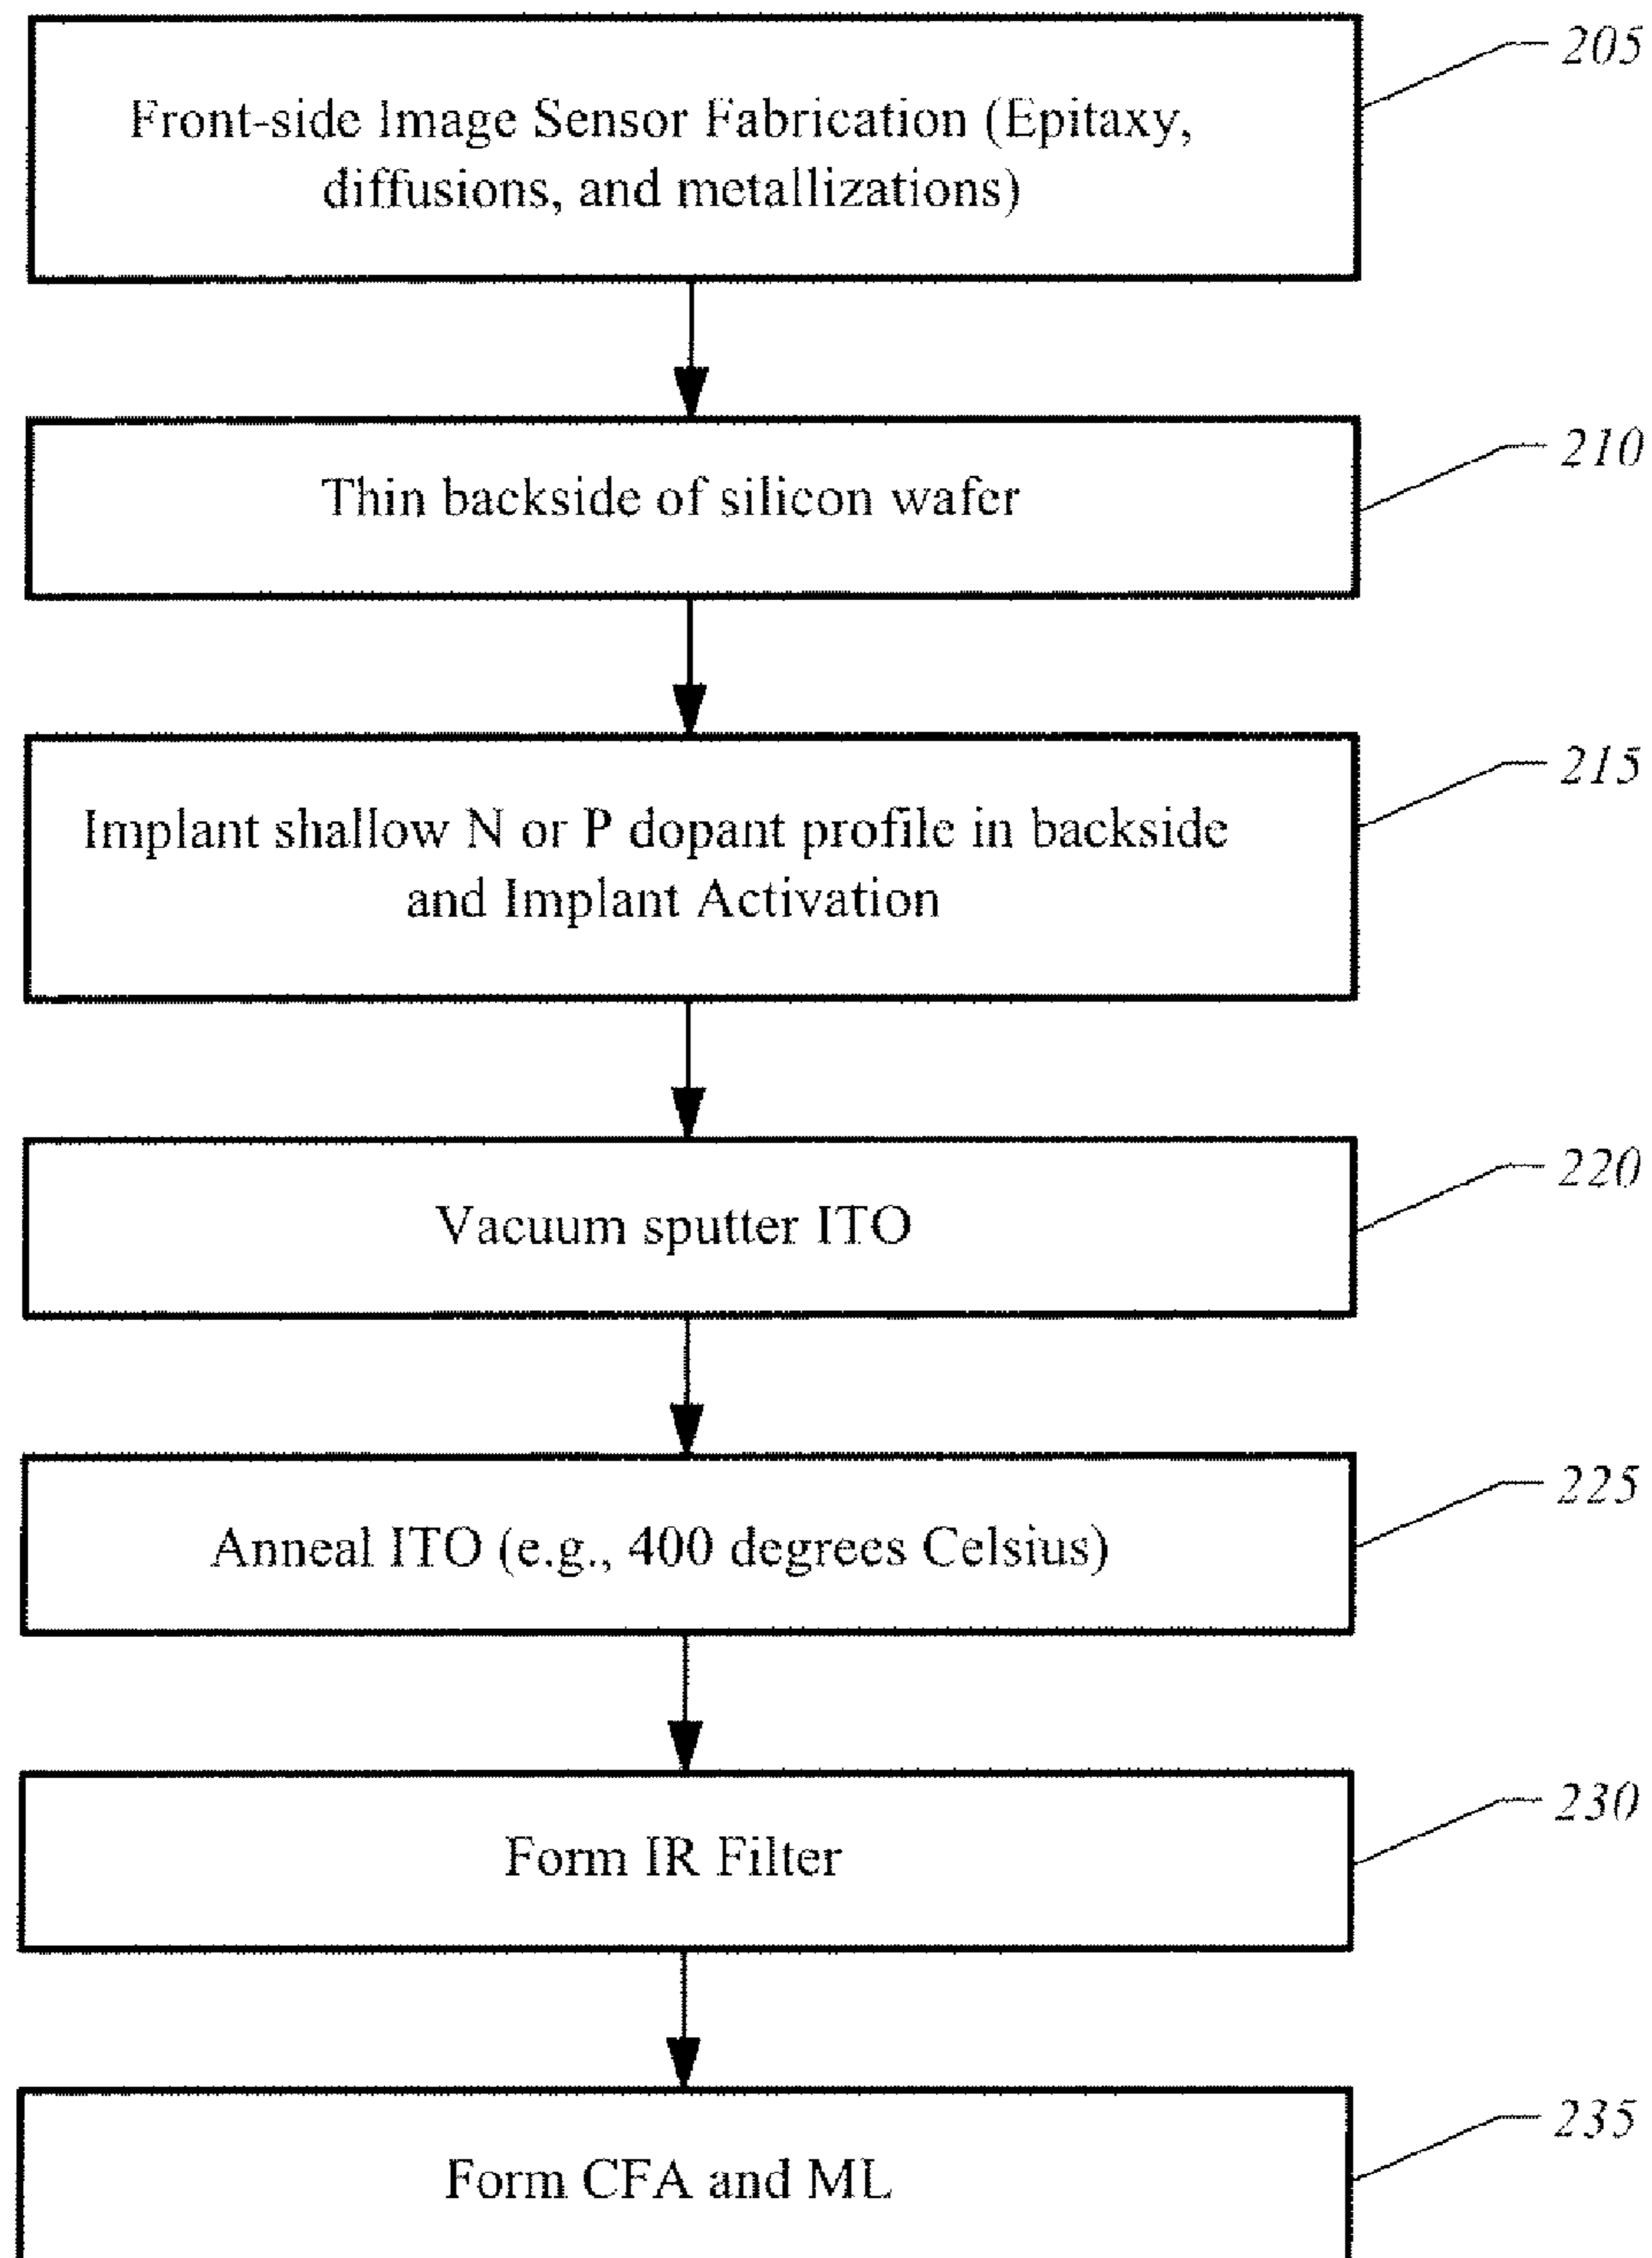 205
Front-side Image Sensor Fabrication (Epitaxy,
diffusions, and metallizations)
210
Thin backside of silicon wafer
215
Implant shallow N or P dopant profile in backside
and Implant Activation
220
Vacuum sputter ITO
225
Anneal ITO (e.g., 400 degrees Celsius)
230
Form IR Filter
235
Form CFA and ML